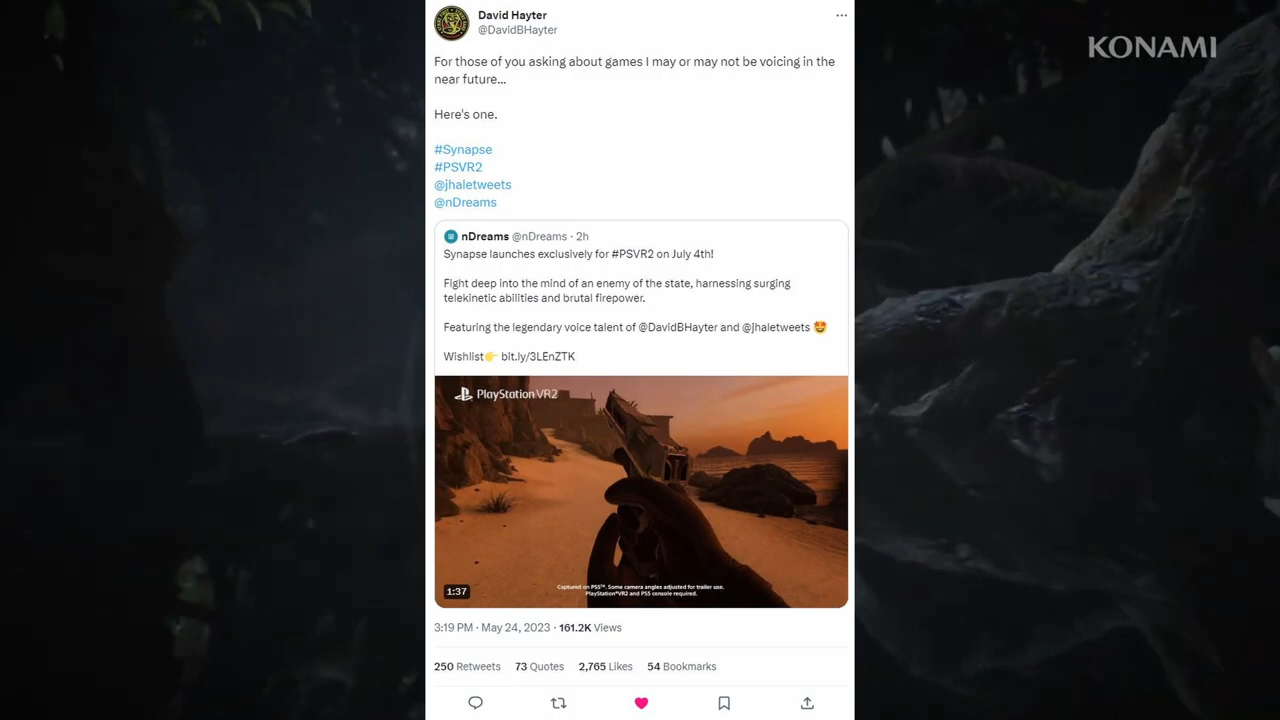 David Hayter
@DavidBHayter
KONAMI
For those of you asking about games I may or may not be voicing in the
near future...
Here's one.
#Synapse
#PSVR2
@jhaletweets
@nDreams
nDreams @nDreams · 2h
Synapse launches exclusively for #PSVR2 on July 4th!
Fight deep into the mind of an enemy of the state, harnessing surging
telekinetic abilities and brutal firepower.
Featuring the legendary voice talent of @DavidBHayter and @jhaletweets 🤩
Wishlist👉 bit.ly/3LEnZTK
PlayStation VR2
Captured on PS5™. Some camera angles adjusted for trailer use.
PlayStation®VR2 and PS5 console required.
1:37
3:19 PM · May 24, 2023 · 161.2K Views
250 Retweets 73 Quotes 2,765 Likes 54 Bookmarks